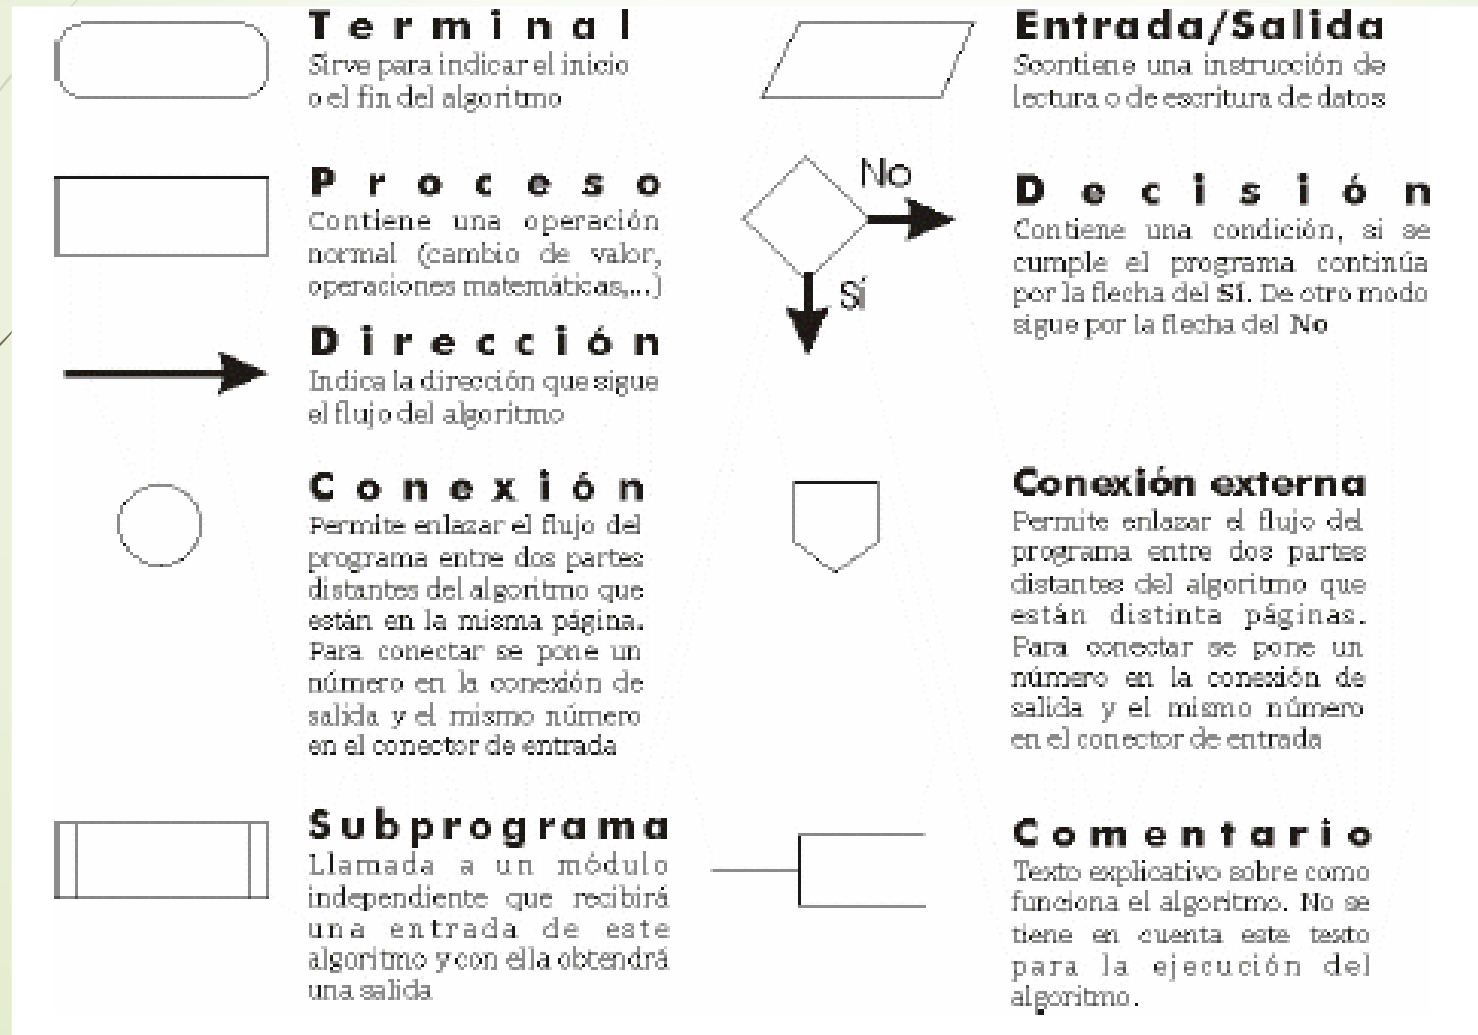 Terminal
Sirve para indicar el inicio
o el fin del algoritmo
Entrada/Salida
Scontiene una instrucción de
lectura o de escritura de datos
Proceso
Contiene una operación
normal (cambio de valor,
operaciones matemáticas,...)
No
Sí
Decisión
Contiene una condición, si se
cumple el programa continúa
por la flecha del Sí. De otro modo
sigue por la flecha del No
Dirección
Indica la dirección que sigue
el flujo del algoritmo
Conexión
Permite enlazar el flujo del
programa entre dos partes
distantes del algoritmo que
están en la misma página.
Para conectar se pone un
número en la conexión de
salida y el mismo número
en el conector de entrada
Conexión externa
Permite enlazar el flujo del
programa entre dos partes
distantes del algoritmo que
están distinta páginas.
Para conectar se pone un
número en la conexión de
salida y el mismo número
en el conector de entrada
Subprograma
Llamada a un módulo
independiente que recibirá
una entrada de este
algoritmo y con ella obtendrá
una salida
Comentario
Texto explicativo sobre como
funciona el algoritmo. No se
tiene en cuenta este texto
para la ejecución del
algoritmo.